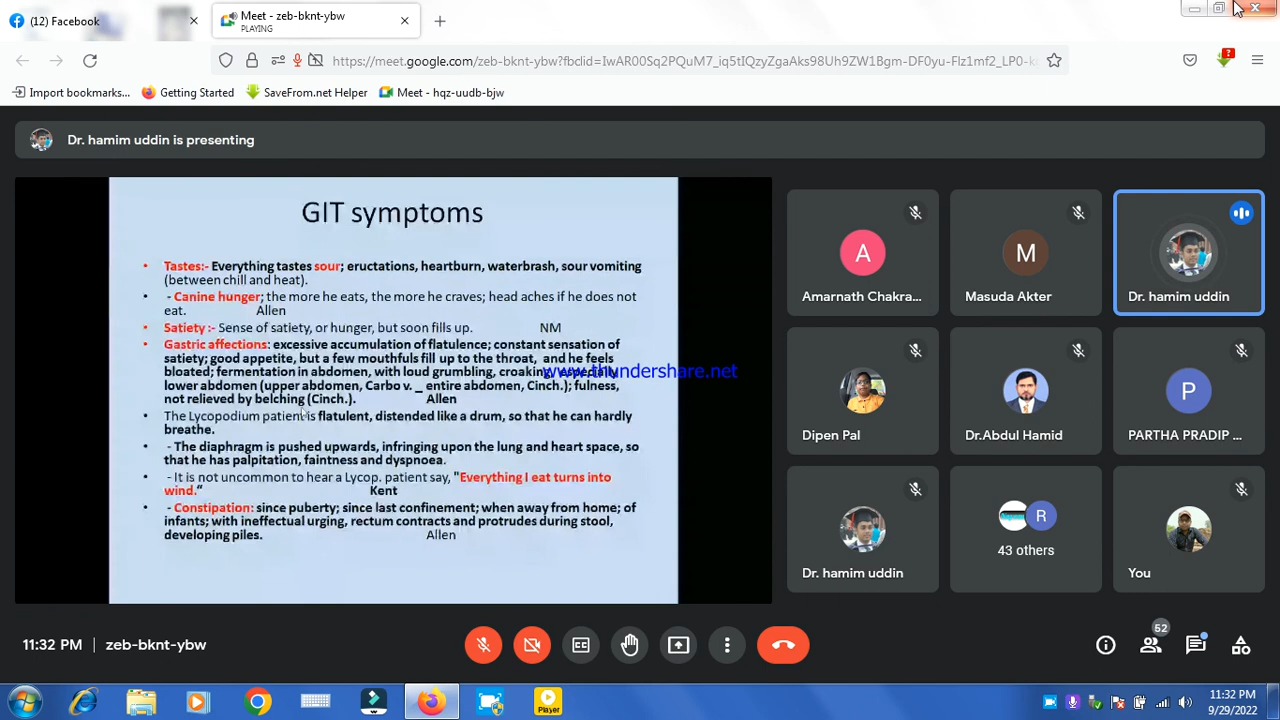 (12) Facebook
Meet - zeb-bknt-ybw
PLAYING
https://meet.google.com/zeb-bknt-ybw?fbclid=
Import bookmarks...
Getting Started
SaveFrom.net Helper
Meet - hqz-uudb-bjw
Dr. hamim uddin is presenting
GIT symptoms
• Tastes:- Everything tastes sour; eructations, heartburn, waterbrash, sour vomiting
(between chill and heat).
• - Canine hunger; the more he eats, the more he craves; head aches if he does not
eat. Allen
• Satiety :- Sense of satiety, or hunger, but soon fills up. NM
• Gastric affections: excessive accumulation of flatulence; constant sensation of
satiety; good appetite, but a few mouthfuls fill up to the throat, and he feels
bloated; fermentation in abdomen, with loud grumbling, croaking, especially
lower abdomen (upper abdomen, Carbo v. _ entire abdomen, Cinch.); fulness,
not relieved by belching (Cinch.). Allen
• The Lycopodium patient is flatulent, distended like a drum, so that he can hardly
breathe.
• - The diaphragm is pushed upwards, infringing upon the lung and heart space, so
that he has palpitation, faintness and dyspnoea.
• - It is not uncommon to hear a Lycop. patient say, "Everything I eat turns into
wind.“ Kent
• - Constipation: since puberty; since last confinement; when away from home; of
infants; with ineffectual urging, rectum contracts and protrudes during stool,
developing piles. Allen
www.thundershare.net
A
Amarnath Chakra...
M
Masuda Akter
Dr. hamim uddin
Dipen Pal
Dr.Abdul Hamid
P
PARTHA PRADIP ...
Dr. hamim uddin
R
43 others
You
11:32 PM | zeb-bknt-ybw
52
Player
11:32 PM
9/29/2022